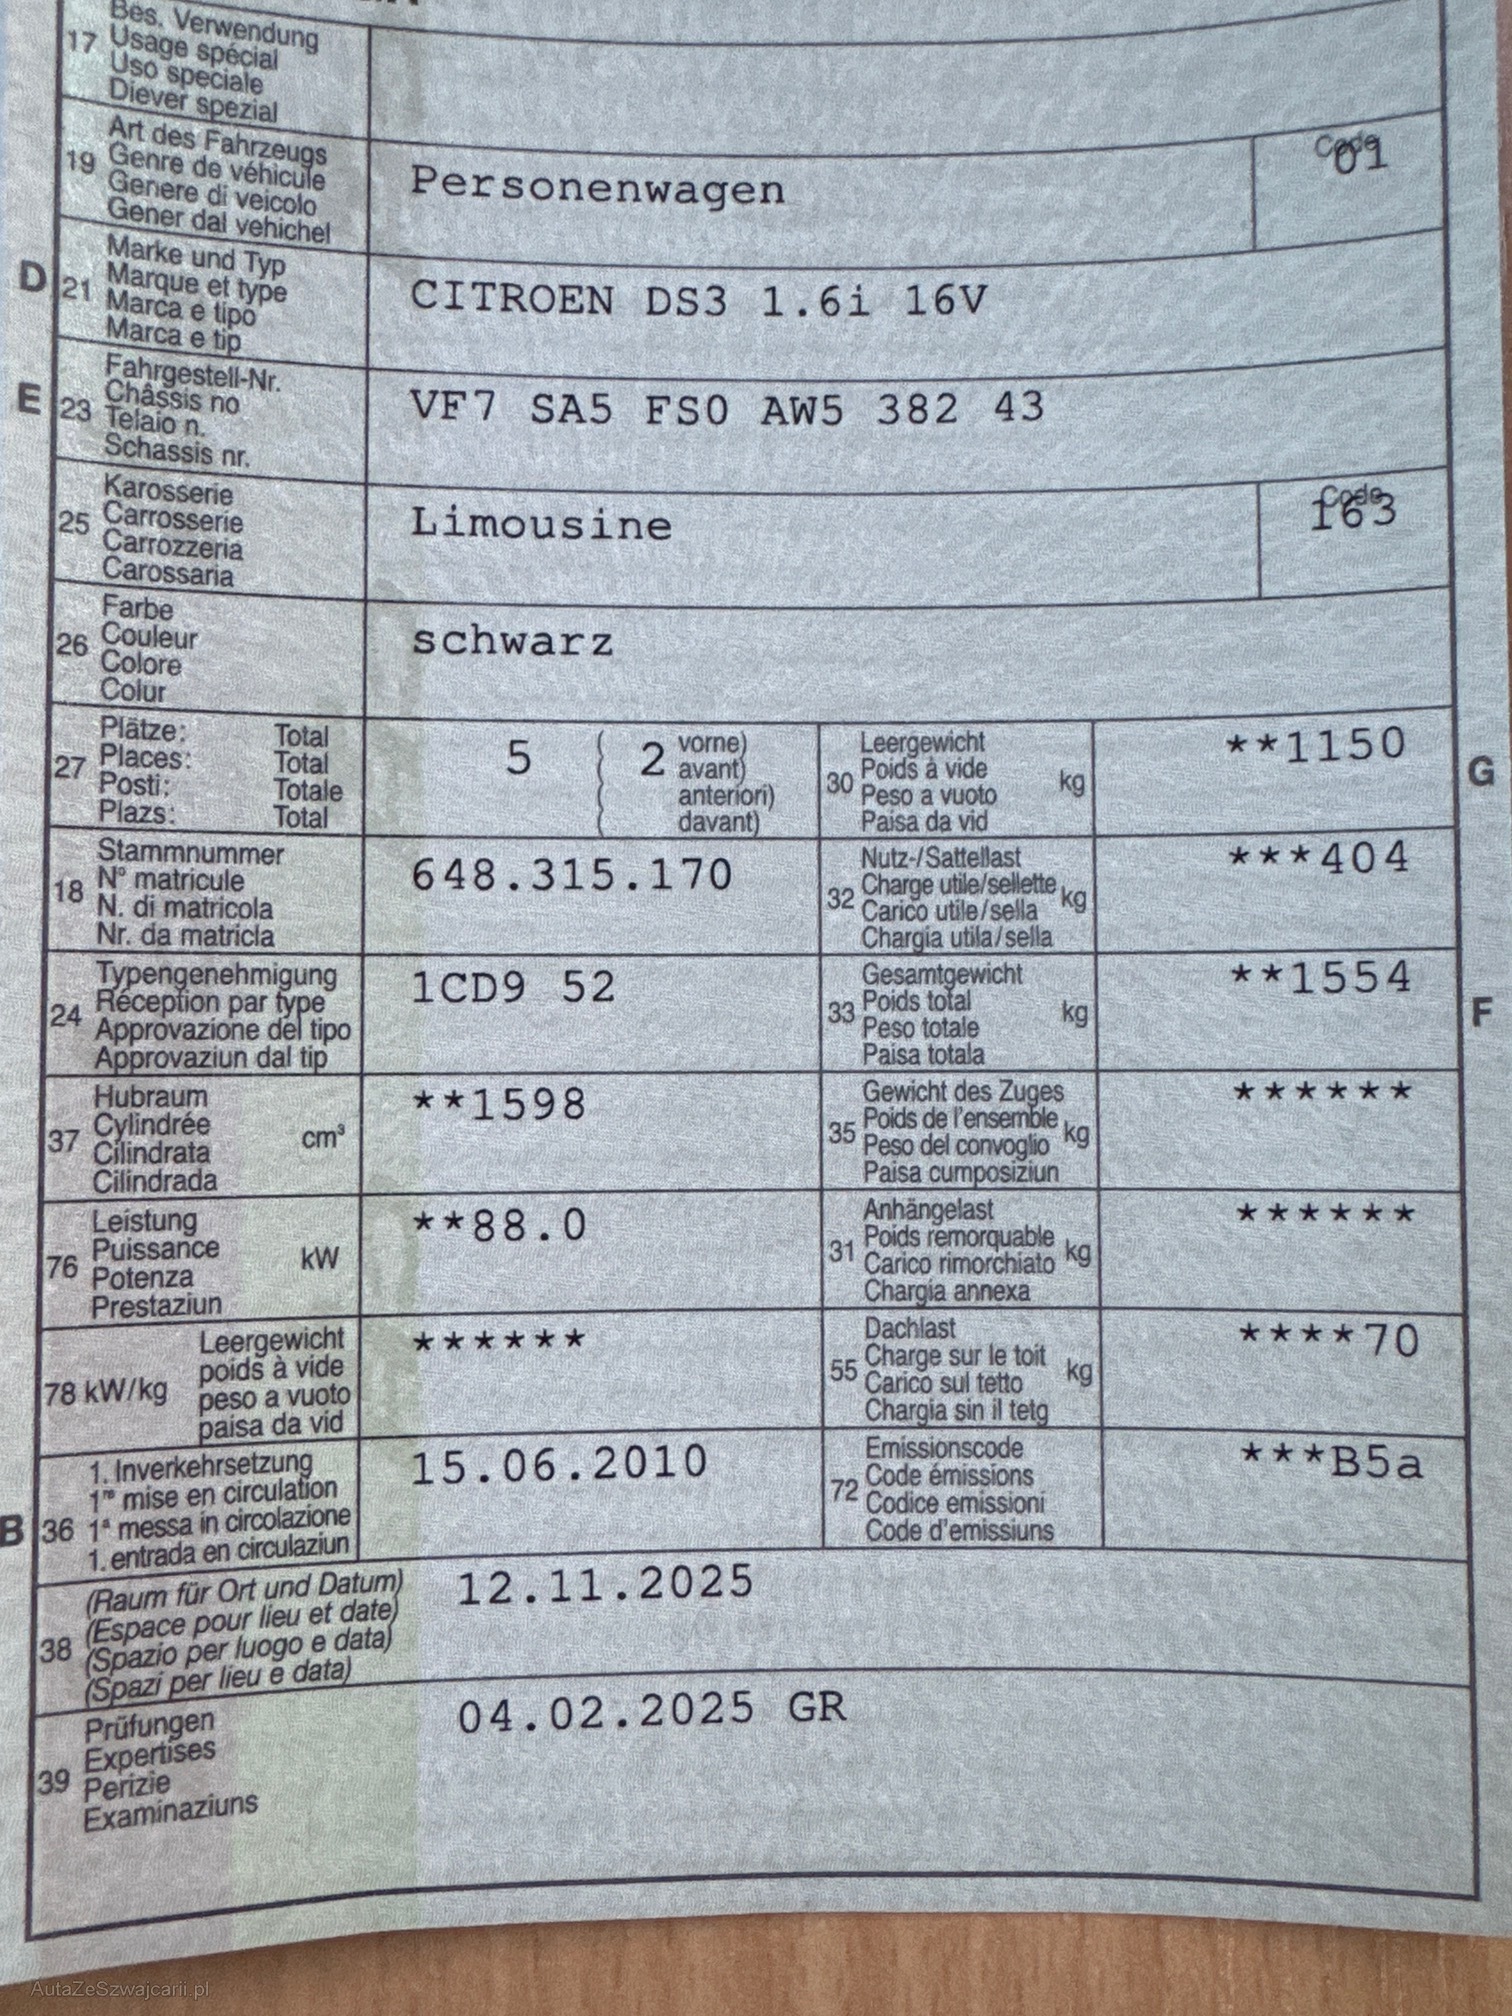 Bes. Verwendung
17 Usage spécial
Uso speciale
Diever spezial
Art des Fahrzeugs
19 Genre de véhicule
Genere di veicolo
Gener dal vehichel
Personenwagen
Code
01
D 21 Marke und Typ
Marque et type
Marca e tipo
Marca e tip
CITROEN DS3 1.6i 16V
E 23 Fahrgestell-Nr.
Châssis no
Telaio n.
Schassis nr.
VF7 SA5 FS0 AW5 382 43
25 Karosserie
Carrosserie
Carrozzeria
Carossaria
Limousine
Code
163
26 Farbe
Couleur
Colore
Colur
schwarz
27 Plätze: Total
Places: Total
Posti: Totale
Plazs: Total
5 ( 2 vorne)
( avant)
( anteriori)
( davant)
30 Leergewicht
Poids à vide kg
Peso a vuoto
Paisa da vid
**1150
G
18 Stammnummer
N° matricule
N. di matricola
Nr. da matricla
648.315.170
32 Nutz-/Sattellast
Charge utile/sellette kg
Carico utile/sella
Chargia utila/sella
***404
24 Typengenehmigung
Réception par type
Approvazione del tipo
Approvaziun dal tip
1CD9 52
33 Gesamtgewicht
Poids total kg
Peso totale
Paisa totala
**1554
F
37 Hubraum
Cylindrée cm³
Cilindrata
Cilindrada
**1598
35 Gewicht des Zuges
Poids de l'ensemble kg
Peso del convoglio
Paisa cumposiziun
******
76 Leistung
Puissance kW
Potenza
Prestaziun
**88.0
31 Anhängelast
Poids remorquable kg
Carico rimorchiato
Chargia annexa
******
78 kW/kg Leergewicht
poids à vide
peso a vuoto
paisa da vid
******
55 Dachlast
Charge sur le toit kg
Carico sul tetto
Chargia sin il tetg
****70
B 36 1. Inverkehrsetzung
1re mise en circulation
1a messa in circolazione
1. entrada en circulaziun
15.06.2010
72 Emissionscode
Code émissions
Codice emissioni
Code d'emissiuns
***B5a
38 (Raum für Ort und Datum)
(Espace pour lieu et date)
(Spazio per luogo e data)
(Spazi per lieu e data)
12.11.2025
39 Prüfungen
Expertises
Perizie
Examinaziuns
04.02.2025 GR
AutaZeSzwajcarii.pl